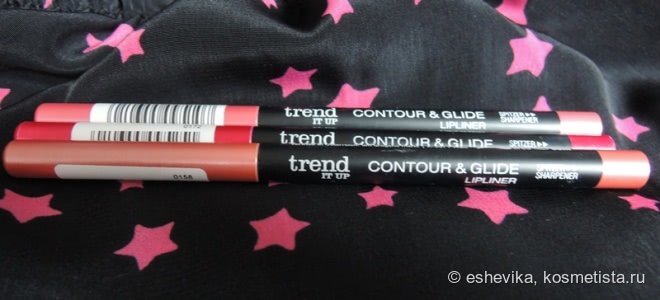 trend
IT UP
CONTOUR & GLIDE
LIPLINER
SPITZER ▸▸
SHARPENER
trend
CONTOUR & GLIDE
SPITZER ▸▸
0158
trend
IT UP
CONTOUR & GLIDE
LIPLINER
SHARPENER
© eshevika, kosmetista.ru